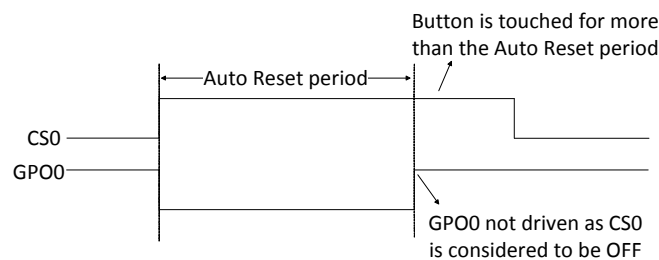 Button is touched for more
than the Auto Reset period
Auto Reset period
CS0
GPO0
GPO0 not driven as CS0
is considered to be OFF